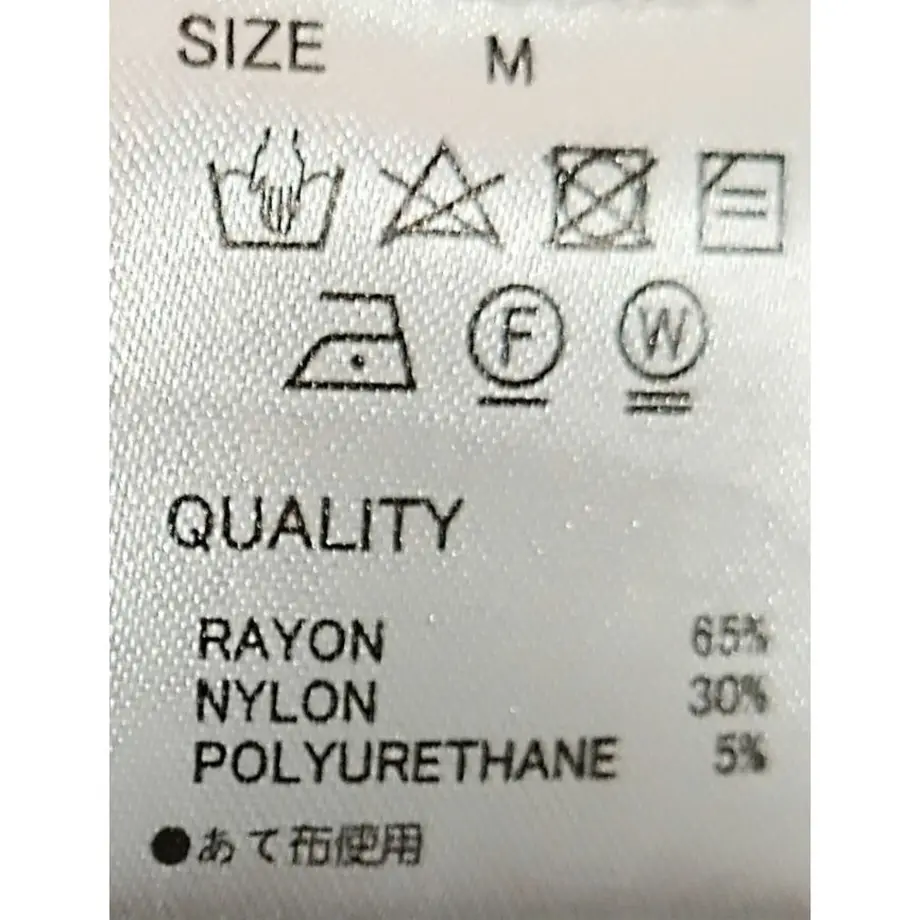 SIZE M
F W
QUALITY
RAYON 65%
NYLON 30%
POLYURETHANE 5%
●あて布使用